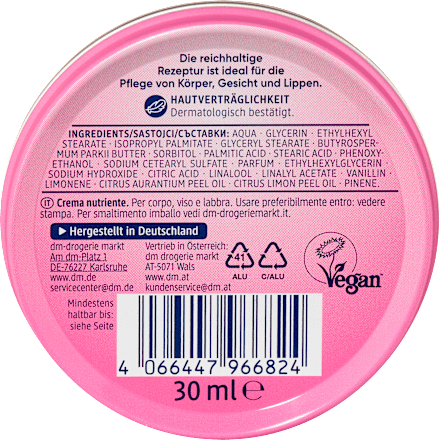 Die reichhaltige
Rezeptur ist ideal für die
Pflege von Körper, Gesicht und Lippen.
HAUTVERTRÄGLICHKEIT
Dermatologisch bestätigt.
INGREDIENTS/SASTOJCI/СЪСТАВКИ: AQUA · GLYCERIN · ETHYLHEXYL
STEARATE · ISOPROPYL PALMITATE · GLYCERYL STEARATE · BUTYROSPER-
MUM PARKII BUTTER · SORBITOL · PALMITIC ACID · STEARIC ACID · PHENOXY-
ETHANOL · SODIUM CETEARYL SULFATE · PARFUM · ETHYLHEXYLGLYCERIN
· SODIUM HYDROXIDE · CITRIC ACID · LINALOOL · LINALYL ACETATE · VANILLIN ·
LIMONENE · CITRUS AURANTIUM PEEL OIL · CITRUS LIMON PEEL OIL · PINENE.
IT Crema nutriente. Per corpo, viso e labbra. Usare preferibilmente entro: vedere
stampa. Per smaltimento imballo vedi dm-drogeriemarkt.it.
Hergestellt in Deutschland
dm-drogerie markt
Am dm-Platz 1
DE-76227 Karlsruhe
www.dm.de
servicecenter@dm.de
Vertrieb in Österreich:
dm drogerie markt
AT-5071 Wals
www.dm.at
kundenservice@dm.at
41
ALU
C/ALU
Vegan
Mindestens
haltbar bis:
siehe Seite
4 066447 966824
30 ml e